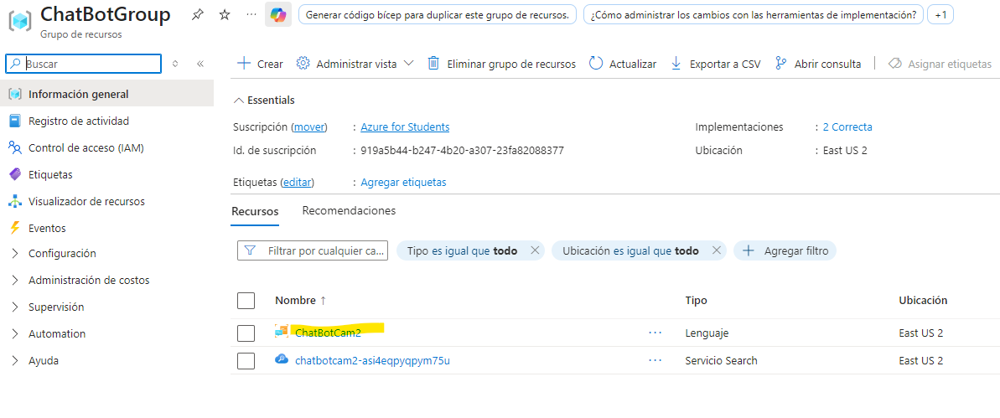 ChatBotGroup
Grupo de recursos
Generar código bícep para duplicar este grupo de recursos.
¿Cómo administrar los cambios con las herramientas de implementación?
+1
Buscar
Crear
Administrar vista
Eliminar grupo de recursos
Actualizar
Exportar a CSV
Abrir consulta
Asignar etiquetas
Información general
Registro de actividad
Control de acceso (IAM)
Etiquetas
Visualizador de recursos
Eventos
Configuración
Administración de costos
Supervisión
Automation
Ayuda
Essentials
Suscripción (mover) : Azure for Students
Id. de suscripción : 919a5b44-b247-4b20-a307-23fa82088377
Etiquetas (editar) : Agregar etiquetas
Implementaciones : 2 Correcta
Ubicación : East US 2
Recursos Recomendaciones
Filtrar por cualquier ca... Tipo es igual que todo Ubicación es igual que todo Agregar filtro
Nombre ↑ Tipo Ubicación
ChatBotCam2 ... Lenguaje East US 2
chatbotcam2-asi4eqpyqpym75u ... Servicio Search East US 2